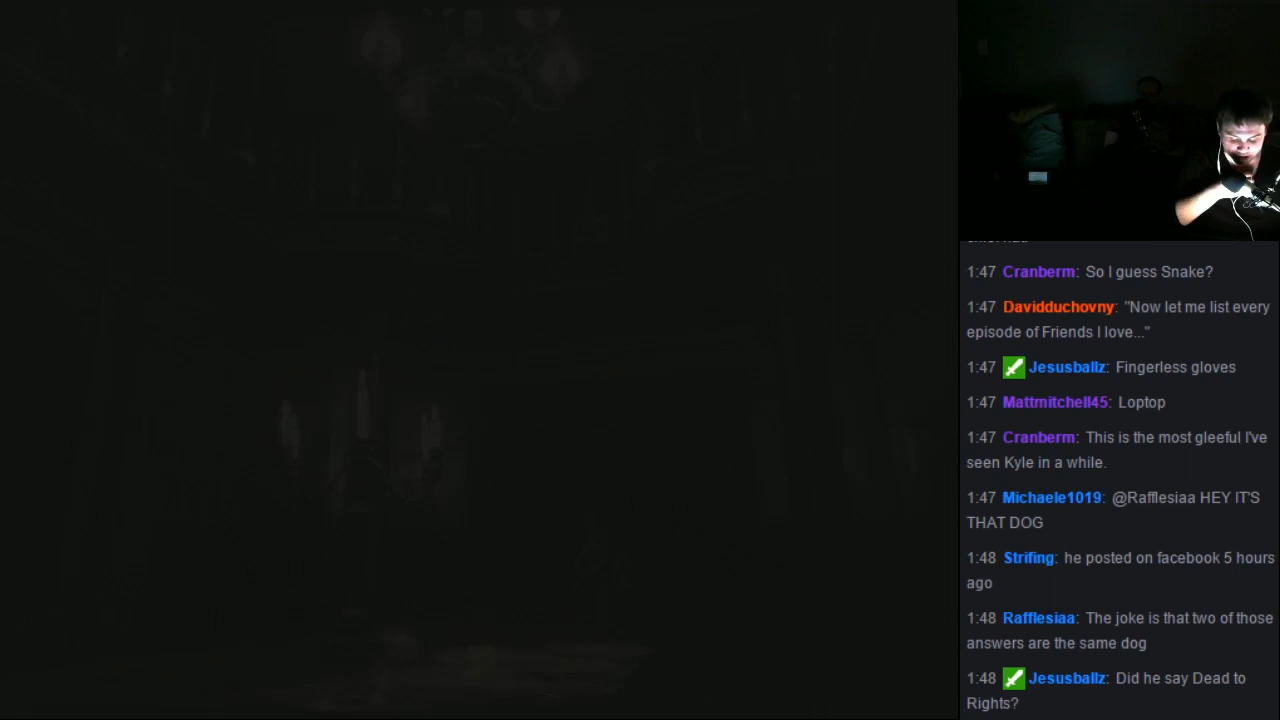 1:47 Cranberm: So I guess Snake?
1:47 Davidduchovny: "Now let me list every
episode of Friends I love..."
1:47 Jesusballz: Fingerless gloves
1:47 Mattmitchell45: Loptop
1:47 Cranberm: This is the most gleeful I've
seen Kyle in a while.
1:47 Michaele1019: @Rafflesiaa HEY IT'S
THAT DOG
1:48 Strifing: he posted on facebook 5 hours
ago
1:48 Rafflesiaa: The joke is that two of those
answers are the same dog
1:48 Jesusballz: Did he say Dead to
Rights?